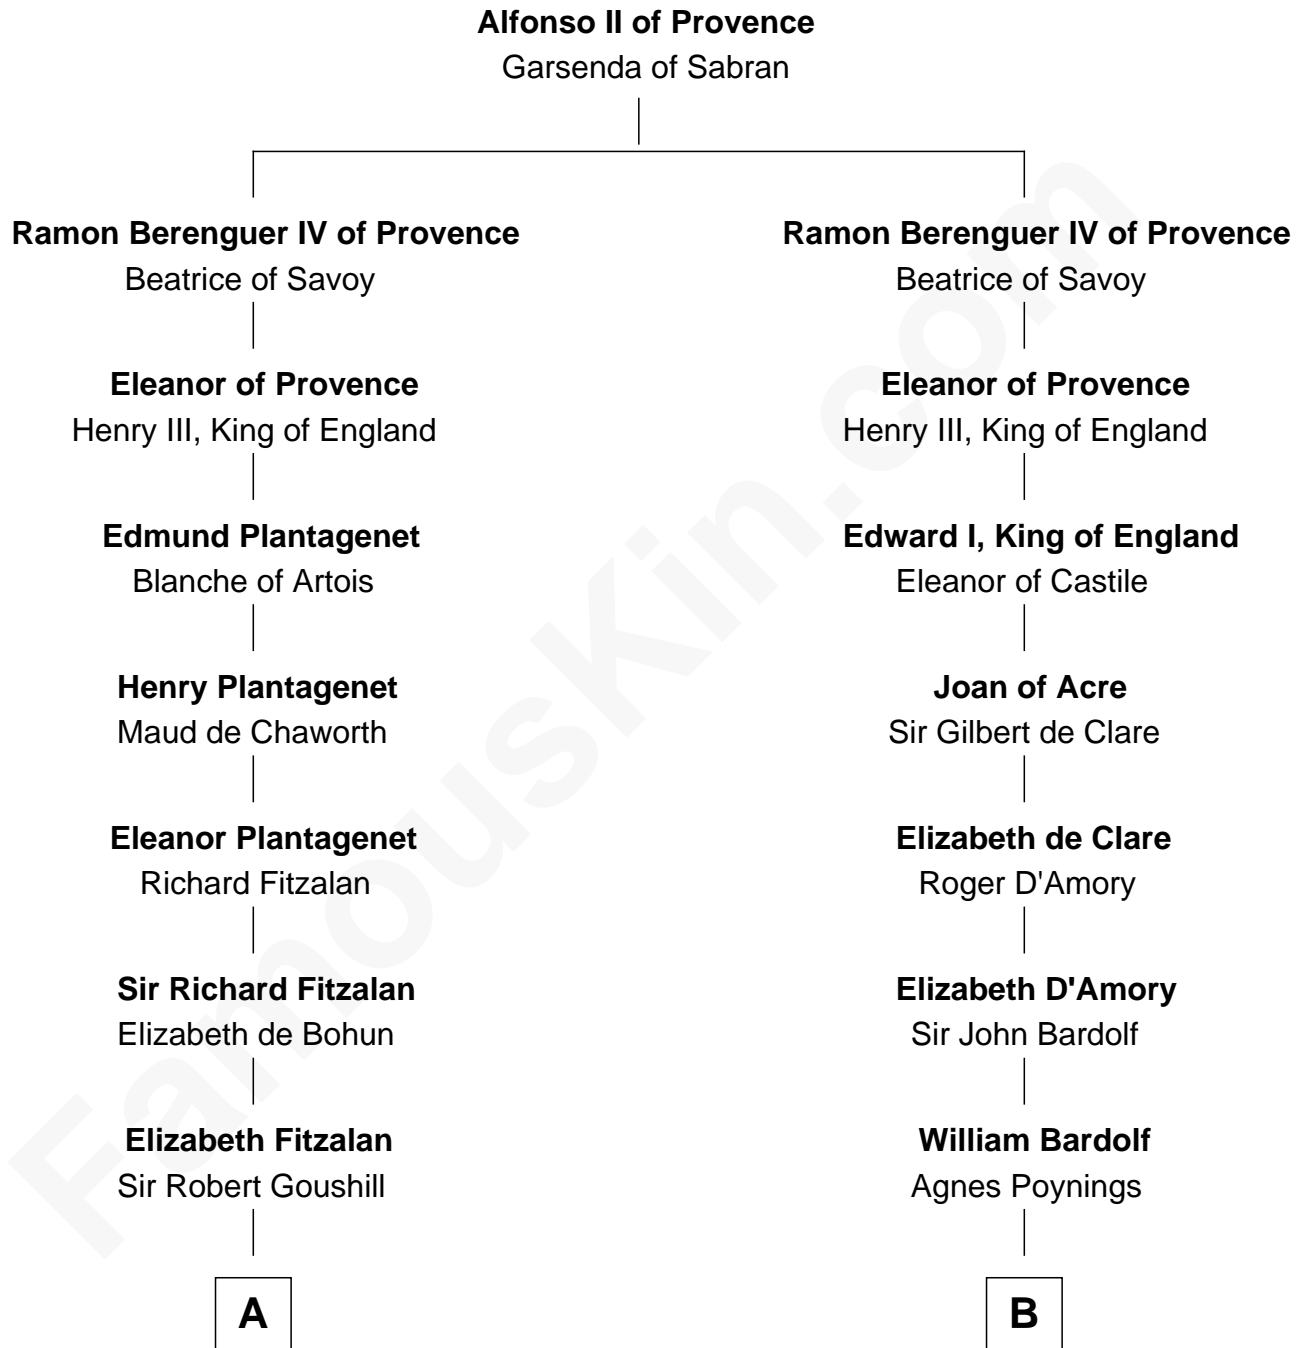 Alfonso II of Provence
Garsenda of Sabran
Ramon Berenguer IV of Provence
Beatrice of Savoy
Eleanor of Provence
Henry III, King of England
Edmund Plantagenet
Blanche of Artois
Henry Plantagenet
Maud de Chaworth
Eleanor Plantagenet
Richard Fitzalan
Sir Richard Fitzalan
Elizabeth de Bohun
Elizabeth Fitzalan
Sir Robert Goushill
A
Ramon Berenguer IV of Provence
Beatrice of Savoy
Eleanor of Provence
Henry III, King of England
Edward I, King of England
Eleanor of Castile
Joan of Acre
Sir Gilbert de Clare
Elizabeth de Clare
Roger D'Amory
Elizabeth D'Amory
Sir John Bardolf
William Bardolf
Agnes Poynings
B
FamousKin.com